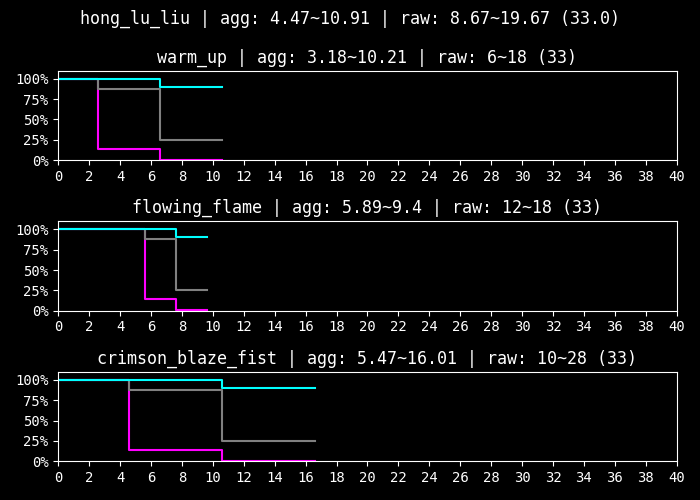 hong_lu_liu | agg: 4.47~10.91 | raw: 8.67~19.67 (33.0)
warm_up | agg: 3.18~10.21 | raw: 6~18 (33)
100%
75%
50%
25%
0%
0 2 4 6 8 10 12 14 16 18 20 22 24 26 28 30 32 34 36 38 40
flowing_flame | agg: 5.89~9.4 | raw: 12~18 (33)
100%
75%
50%
25%
0%
0 2 4 6 8 10 12 14 16 18 20 22 24 26 28 30 32 34 36 38 40
crimson_blaze_fist | agg: 5.47~16.01 | raw: 10~28 (33)
100%
75%
50%
25%
0%
0 2 4 6 8 10 12 14 16 18 20 22 24 26 28 30 32 34 36 38 40